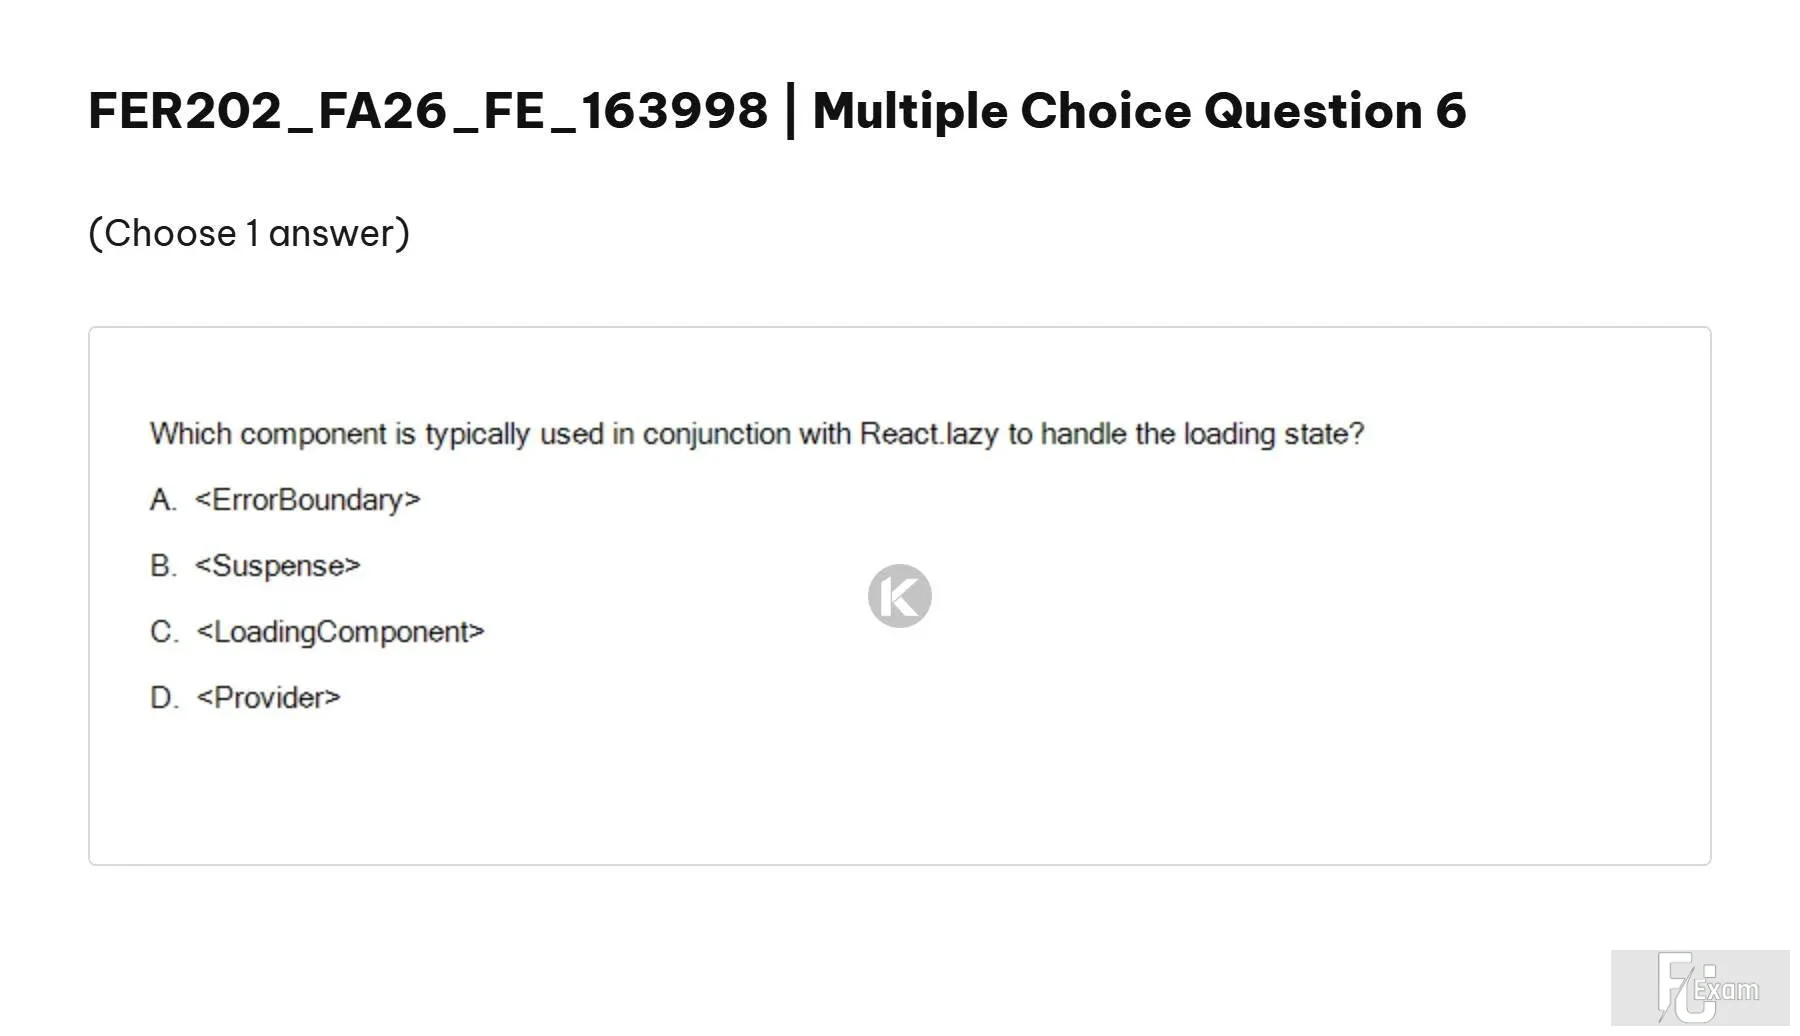 FER202_FA26_FE_163998 | Multiple Choice Question 6
(Choose 1 answer)
Which component is typically used in conjunction with React.lazy to handle the loading state?
A. <ErrorBoundary>
B. <Suspense>
C. <LoadingComponent>
D. <Provider>
K
FU Exam